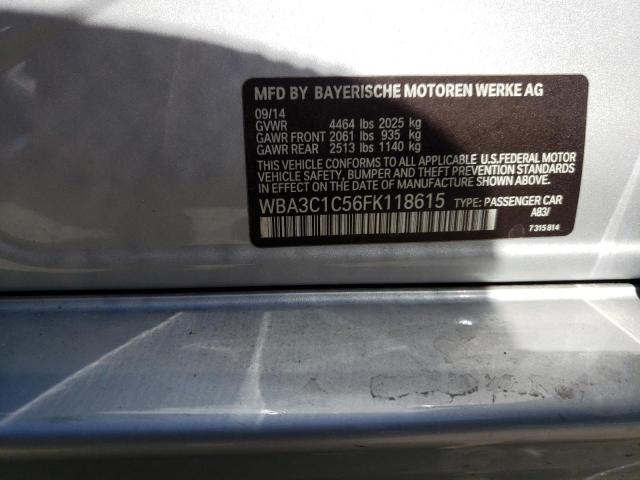 MFD BY BAYERISCHE MOTOREN WERKE AG
09/14
GVWR 4464 lbs 2025 kg
GAWR FRONT 2061 lbs 935 kg
GAWR REAR 2513 lbs 1140 kg
THIS VEHICLE CONFORMS TO ALL APPLICABLE U.S. FEDERAL MOTOR
VEHICLE SAFETY, BUMPER AND THEFT PREVENTION STANDARDS
IN EFFECT ON THE DATE OF MANUFACTURE SHOWN ABOVE.
WBA3C1C56FK118615 TYPE: PASSENGER CAR
A83/
7315814